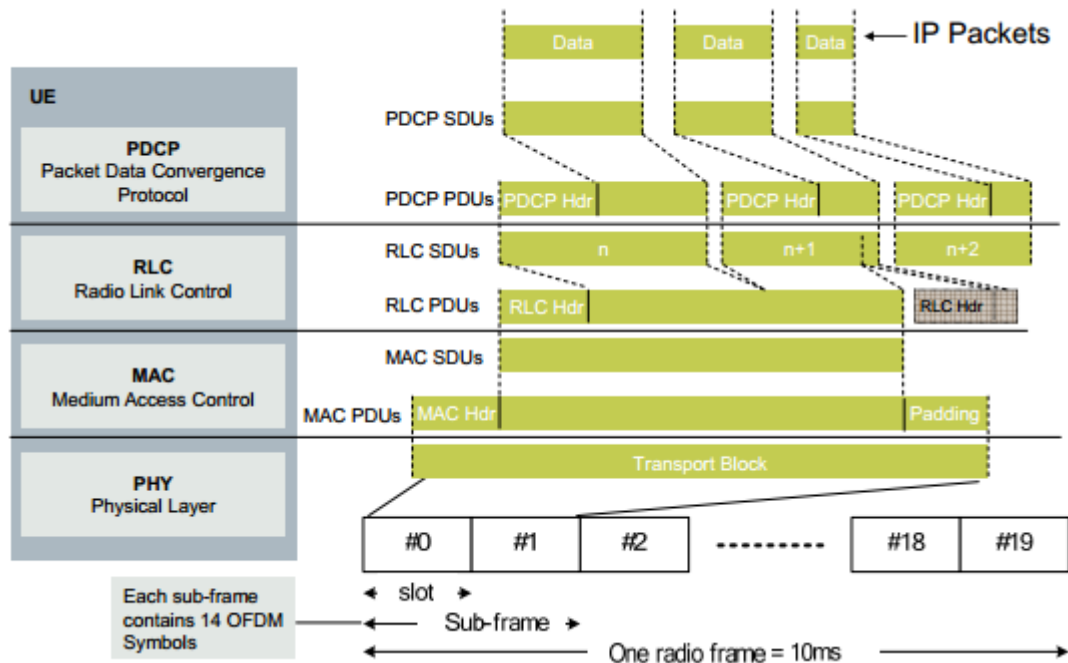 Data
Data
Data
IP Packets
UE
PDCP SDUs
PDCP
Packet Data Convergence
Protocol
PDCP PDUs
PDCP Hdr
PDCP Hdr
PDCP Hdr
RLC SDUs
n
n+1
n+2
RLC
Radio Link Control
RLC PDUs
RLC Hdr
RLC Hdr
MAC SDUs
MAC
Medium Access Control
MAC PDUs
MAC Hdr
Padding
Transport Block
PHY
Physical Layer
#0
#1
#2
#18
#19
slot
Each sub-frame
contains 14 OFDM
Symbols
Sub-frame
One radio frame = 10ms